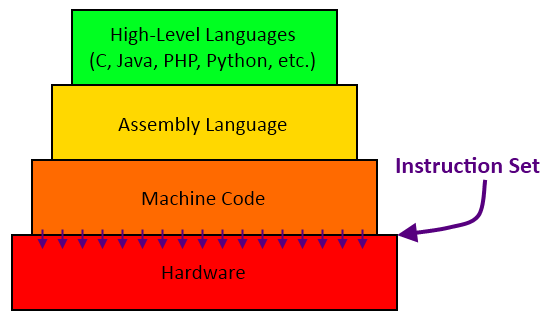 High-Level Languages
(C, Java, PHP, Python, etc.)
Assembly Language
Instruction Set
Machine Code
Hardware